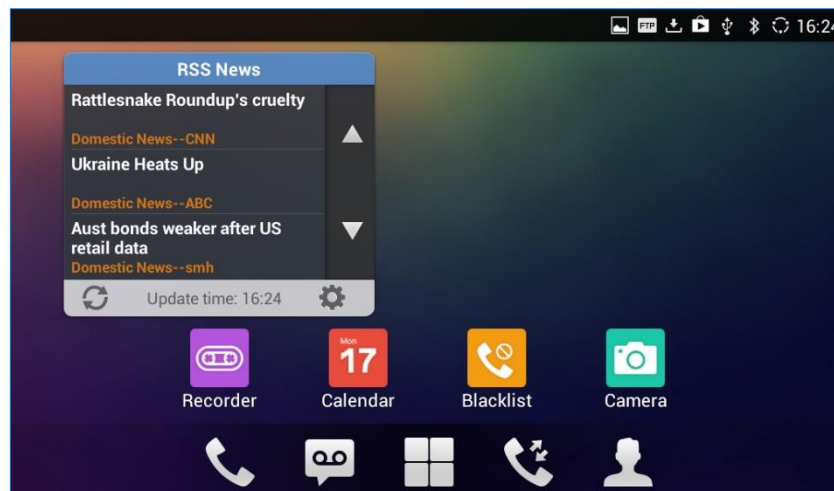 FTP 16:24
RSS News
Rattlesnake Roundup's cruelty
Domestic News--CNN
Ukraine Heats Up
Domestic News--ABC
Aust bonds weaker after US
retail data
Domestic News--smh
Update time: 16:24
Mon
17
Recorder Calendar Blacklist Camera